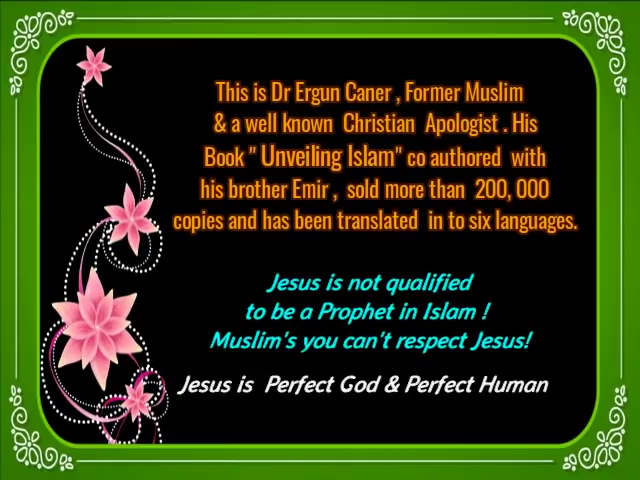 This is Dr Ergun Caner , Former Muslim
& a well known Christian Apologist . His
Book " Unveiling Islam" co authored with
his brother Emir , sold more than 200, 000
copies and has been translated in to six languages.
Jesus is not qualified
to be a Prophet in Islam !
Muslim's you can't respect Jesus!
Jesus is Perfect God & Perfect Human